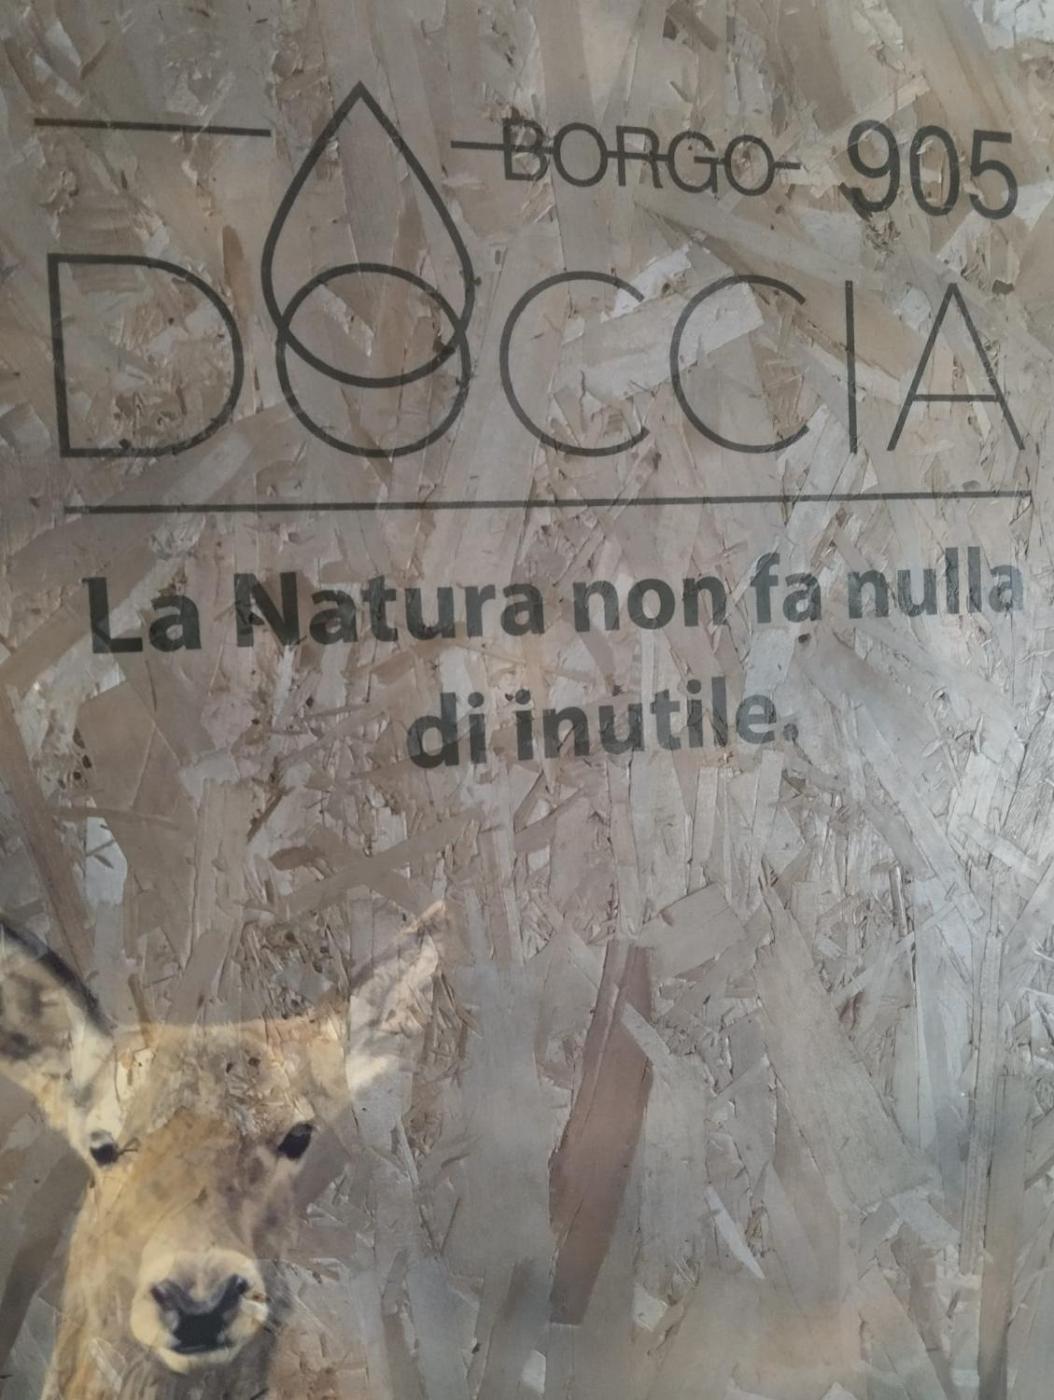 BORGO 905
DOCCIA
La Natura non fa nulla
di inutile.